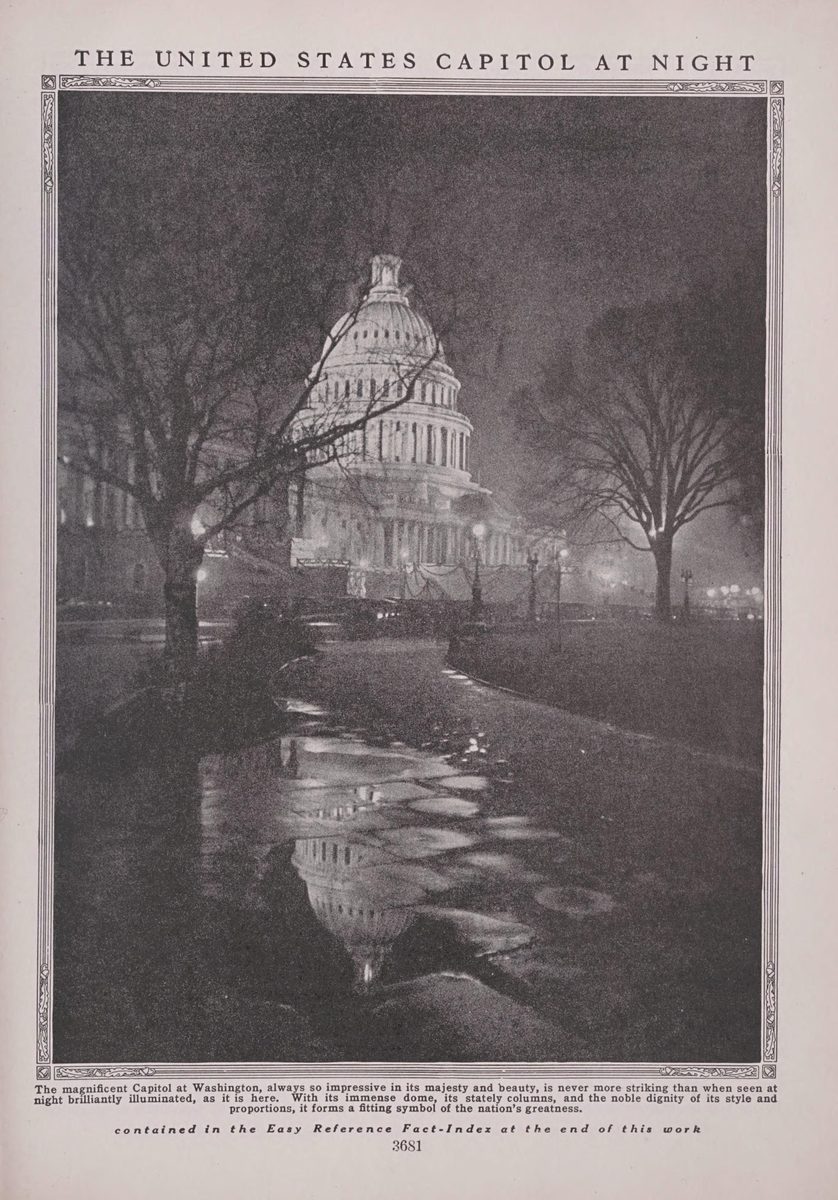 THE UNITED STATES CAPITOL AT NIGHT
The magnificent Capitol at Washington, always so impressive in its majesty and beauty, is never more striking than when seen at
night brilliantly illuminated, as it is here. With its immense dome, its stately columns, and the noble dignity of its style and
proportions, it forms a fitting symbol of the nation's greatness.
contained in the Easy Reference Fact-Index at the end of this work
3681